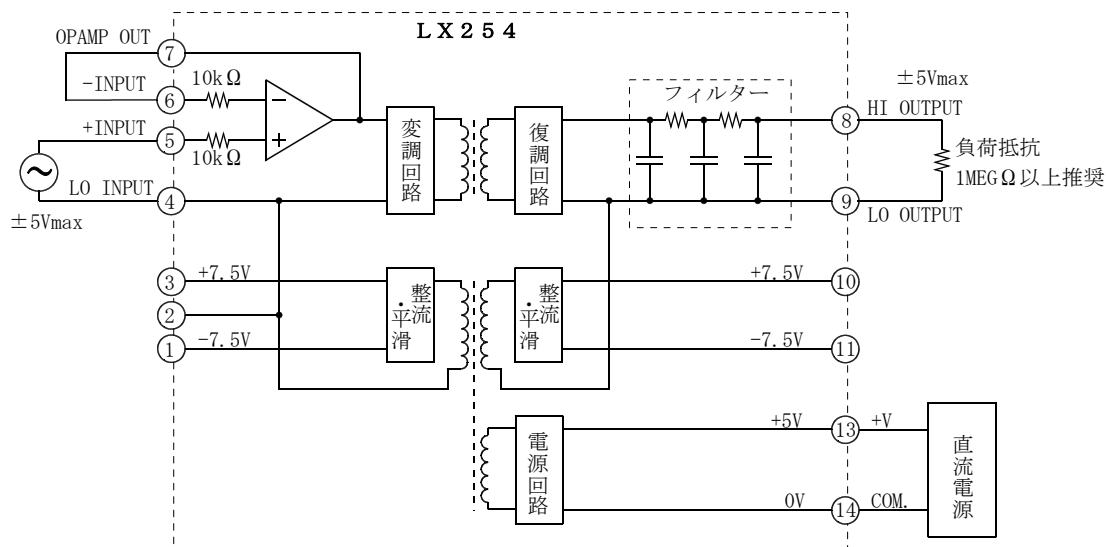 LX254
OPAMP OUT
7
-INPUT
6
10kΩ
+INPUT
5
10kΩ
−
+
LO INPUT
4
±5Vmax
変調回路
復調回路
フィルター
±5Vmax
8
HI OUTPUT
負荷抵抗
1MEGΩ以上推奨
9
LO OUTPUT
3
+7.5V
2
1
-7.5V
整流・平滑
整流・平滑
+7.5V
10
-7.5V
11
電源回路
+5V
13
+V
0V
14
COM.
直流電源